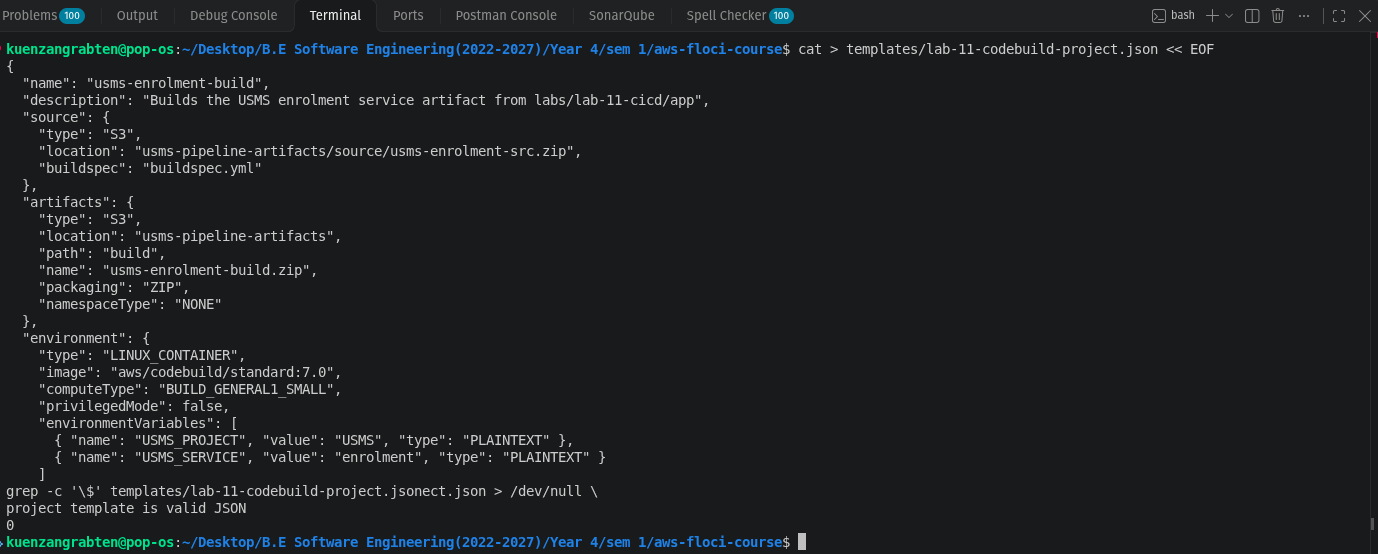 Problems 100 Output Debug Console Terminal Ports Postman Console SonarQube Spell Checker 100 bash
kuenzangrabten@pop-os:~/Desktop/B.E Software Engineering(2022-2027)/Year 4/sem 1/aws-floci-course$ cat > templates/lab-11-codebuild-project.json << EOF
{
  "name": "usms-enrolment-build",
  "description": "Builds the USMS enrolment service artifact from labs/lab-11-cicd/app",
  "source": {
    "type": "S3",
    "location": "usms-pipeline-artifacts/source/usms-enrolment-src.zip",
    "buildspec": "buildspec.yml"
  },
  "artifacts": {
    "type": "S3",
    "location": "usms-pipeline-artifacts",
    "path": "build",
    "name": "usms-enrolment-build.zip",
    "packaging": "ZIP",
    "namespaceType": "NONE"
  },
  "environment": {
    "type": "LINUX_CONTAINER",
    "image": "aws/codebuild/standard:7.0",
    "computeType": "BUILD_GENERAL1_SMALL",
    "privilegedMode": false,
    "environmentVariables": [
      { "name": "USMS_PROJECT", "value": "USMS", "type": "PLAINTEXT" },
      { "name": "USMS_SERVICE", "value": "enrolment", "type": "PLAINTEXT" }
    ]
grep -c '\$' templates/lab-11-codebuild-project.jsonect.json > /dev/null \
project template is valid JSON
0
kuenzangrabten@pop-os:~/Desktop/B.E Software Engineering(2022-2027)/Year 4/sem 1/aws-floci-course$